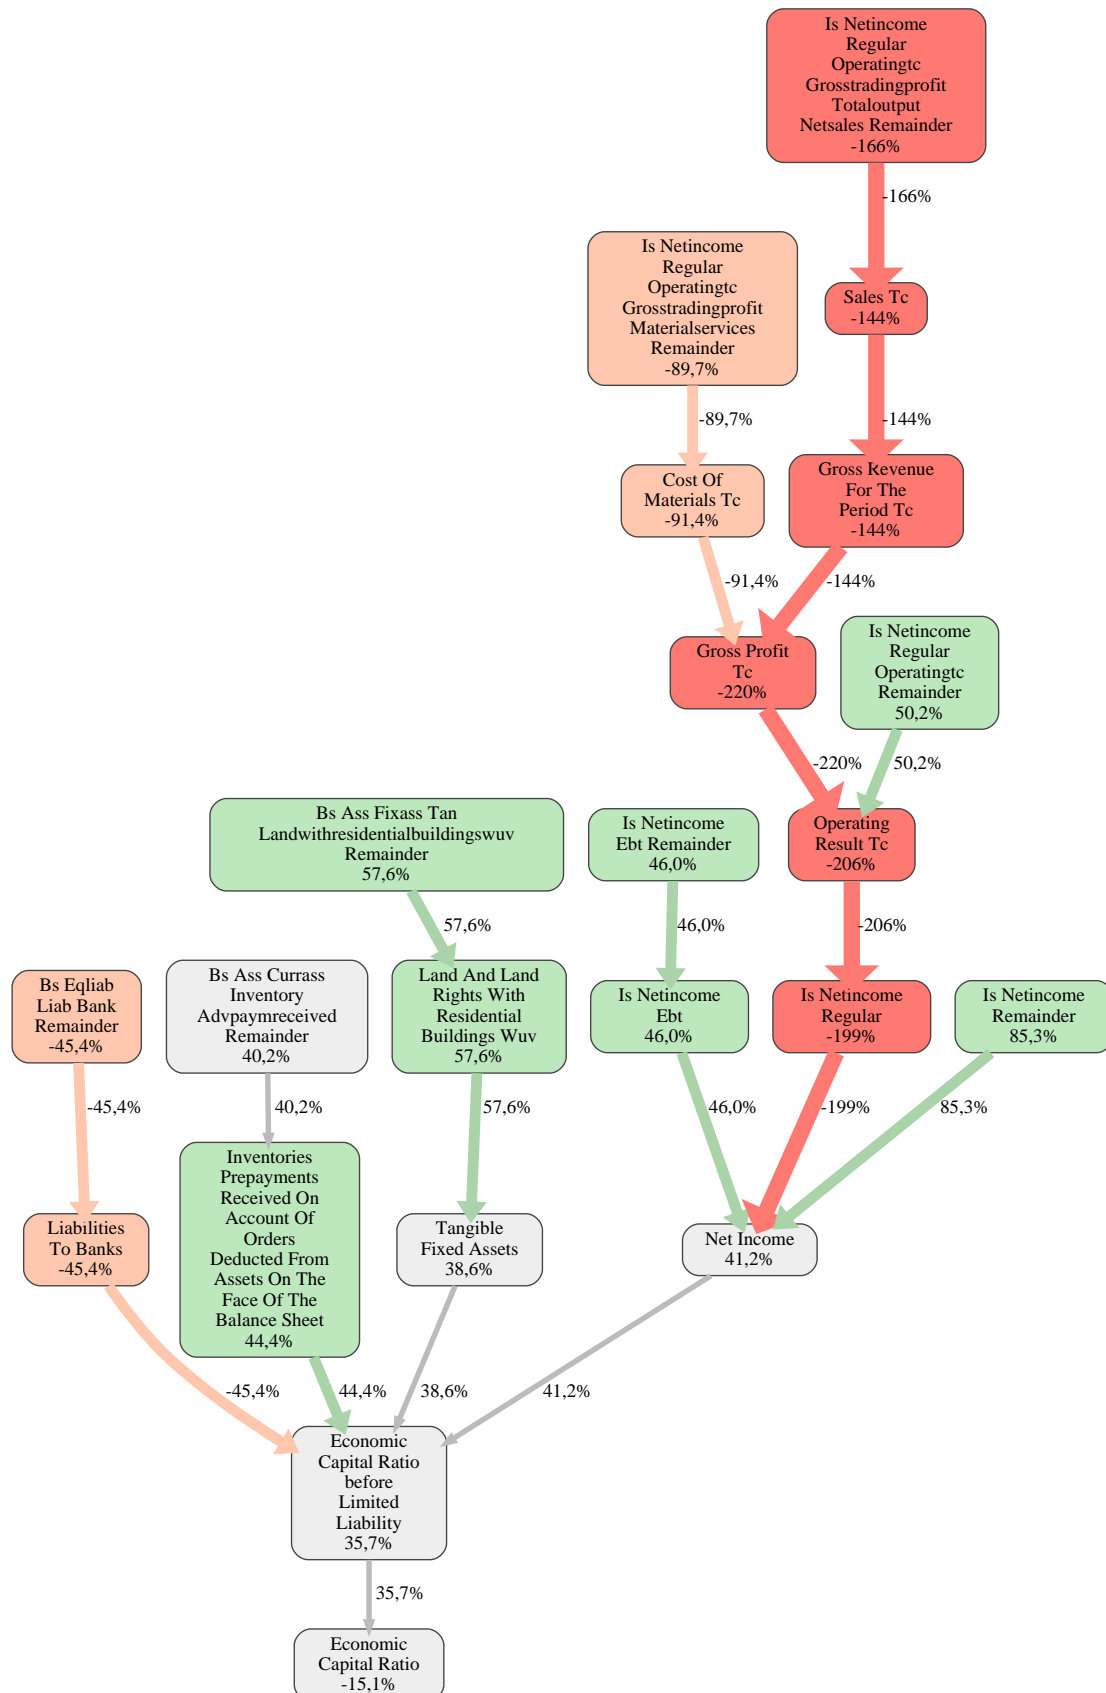 Is Netincome
Regular
Operatingtc
Grosstradingprofit
Totaloutput
Netsales Remainder
-166%
-166%
Is Netincome
Regular
Operatingtc
Grosstradingprofit
Materialservices
Remainder
-89,7%
Sales Tc
-144%
-89,7%
-144%
Cost Of
Materials Tc
-91,4%
Gross Revenue
For The
Period Tc
-144%
-91,4%
-144%
Gross Profit
Tc
-220%
Is Netincome
Regular
Operatingtc
Remainder
50,2%
-220%
50,2%
Bs Ass Fixass Tan
Landwithresidentialbuildingswuv
Remainder
57,6%
Is Netincome
Ebt Remainder
46,0%
Operating
Result Tc
-206%
57,6%
46,0%
-206%
Bs Eqliab
Liab Bank
Remainder
-45,4%
Bs Ass Currass
Inventory
Advpaymreceived
Remainder
40,2%
Land And Land
Rights With
Residential
Buildings Wuv
57,6%
Is Netincome
Ebt
46,0%
Is Netincome
Regular
-199%
Is Netincome
Remainder
85,3%
-45,4%
40,2%
57,6%
46,0%
-199%
85,3%
Liabilities
To Banks
-45,4%
Inventories
Prepayments
Received On
Account Of
Orders
Deducted From
Assets On The
Face Of The
Balance Sheet
44,4%
Tangible
Fixed Assets
38,6%
Net Income
41,2%
-45,4%
44,4%
38,6%
41,2%
Economic
Capital Ratio
before
Limited
Liability
35,7%
35,7%
Economic
Capital Ratio
-15,1%